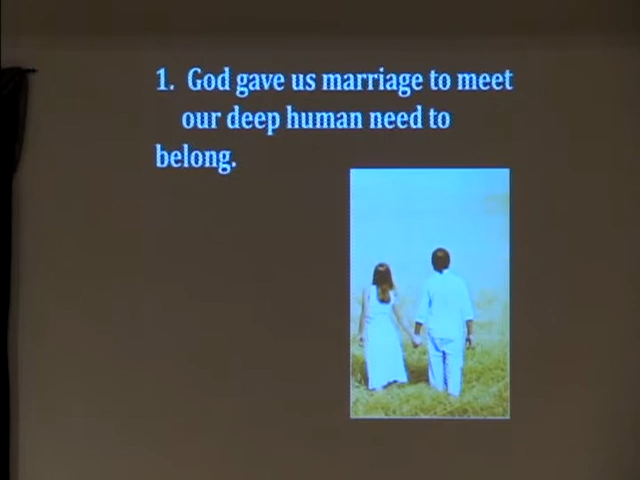 1. God gave us marriage to meet
our deep human need to
belong.